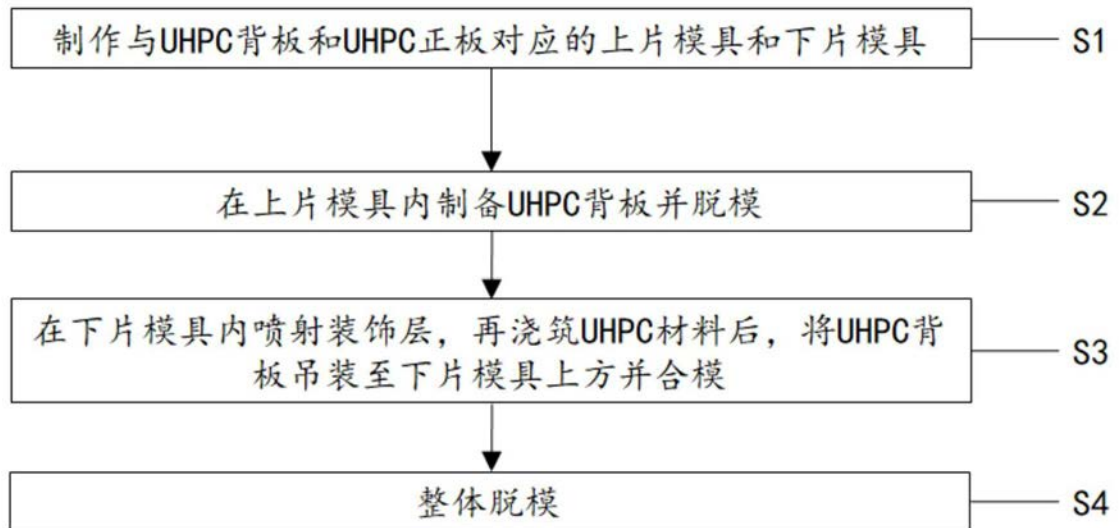 制作与UHPC背板和UHPC正板对应的上片模具和下片模具
S1
在上片模具内制备UHPC背板并脱模
S2
在下片模具内喷射装饰层，再浇筑UHPC材料后，将UHPC背
板吊装至下片模具上方并合模
S3
整体脱模
S4